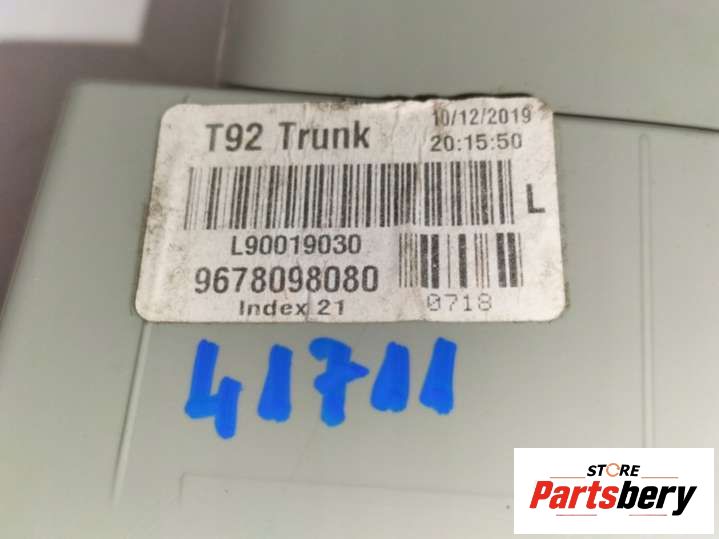 T92 Trunk
10/12/2019
20:15:50
L
L90019030
9678098080
Index 21
0718
41711
STORE
Partsbery